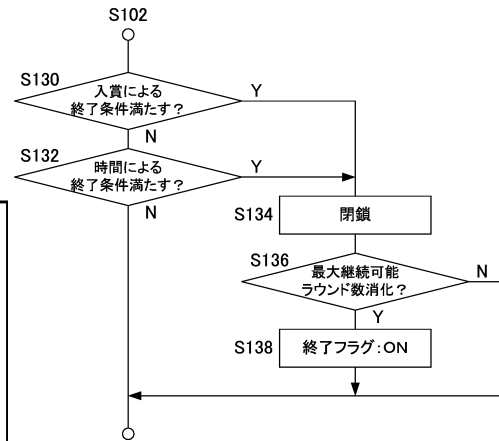 S102
S130
入賞による
終了条件満たす？
Y
N
S132
時間による
終了条件満たす？
Y
N
S134
閉鎖
S136
最大継続可能
ラウンド数消化？
N
Y
S138
終了フラグ：ON